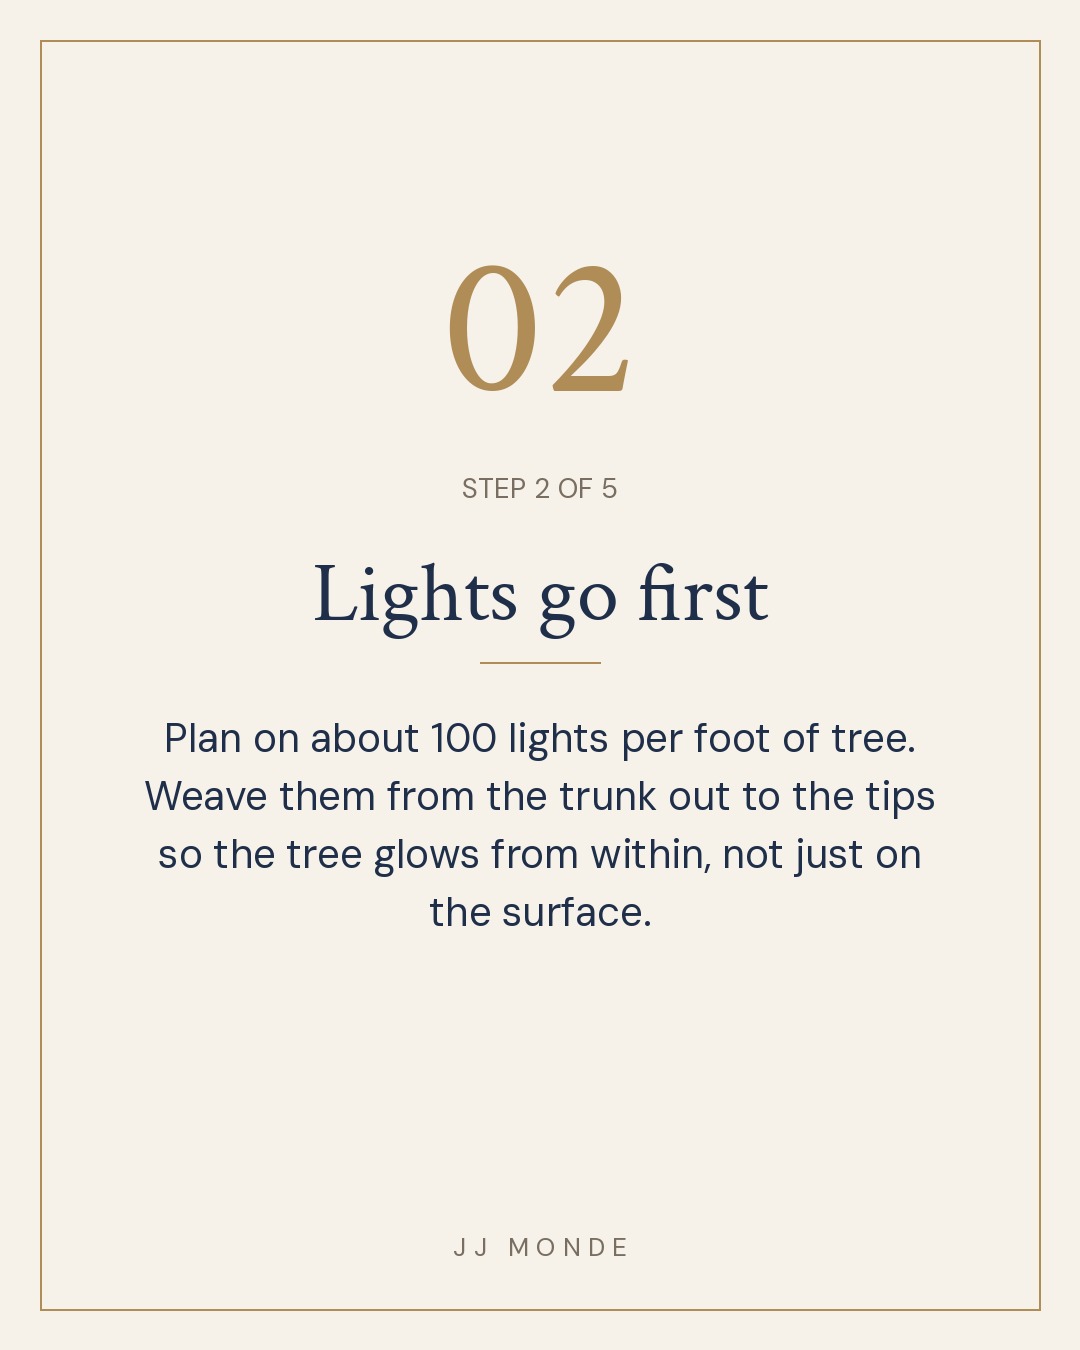 02
STEP 2 OF 5
Lights go first
Plan on about 100 lights per foot of tree.
Weave them from the trunk out to the tips
so the tree glows from within, not just on
the surface.
JJ MONDE